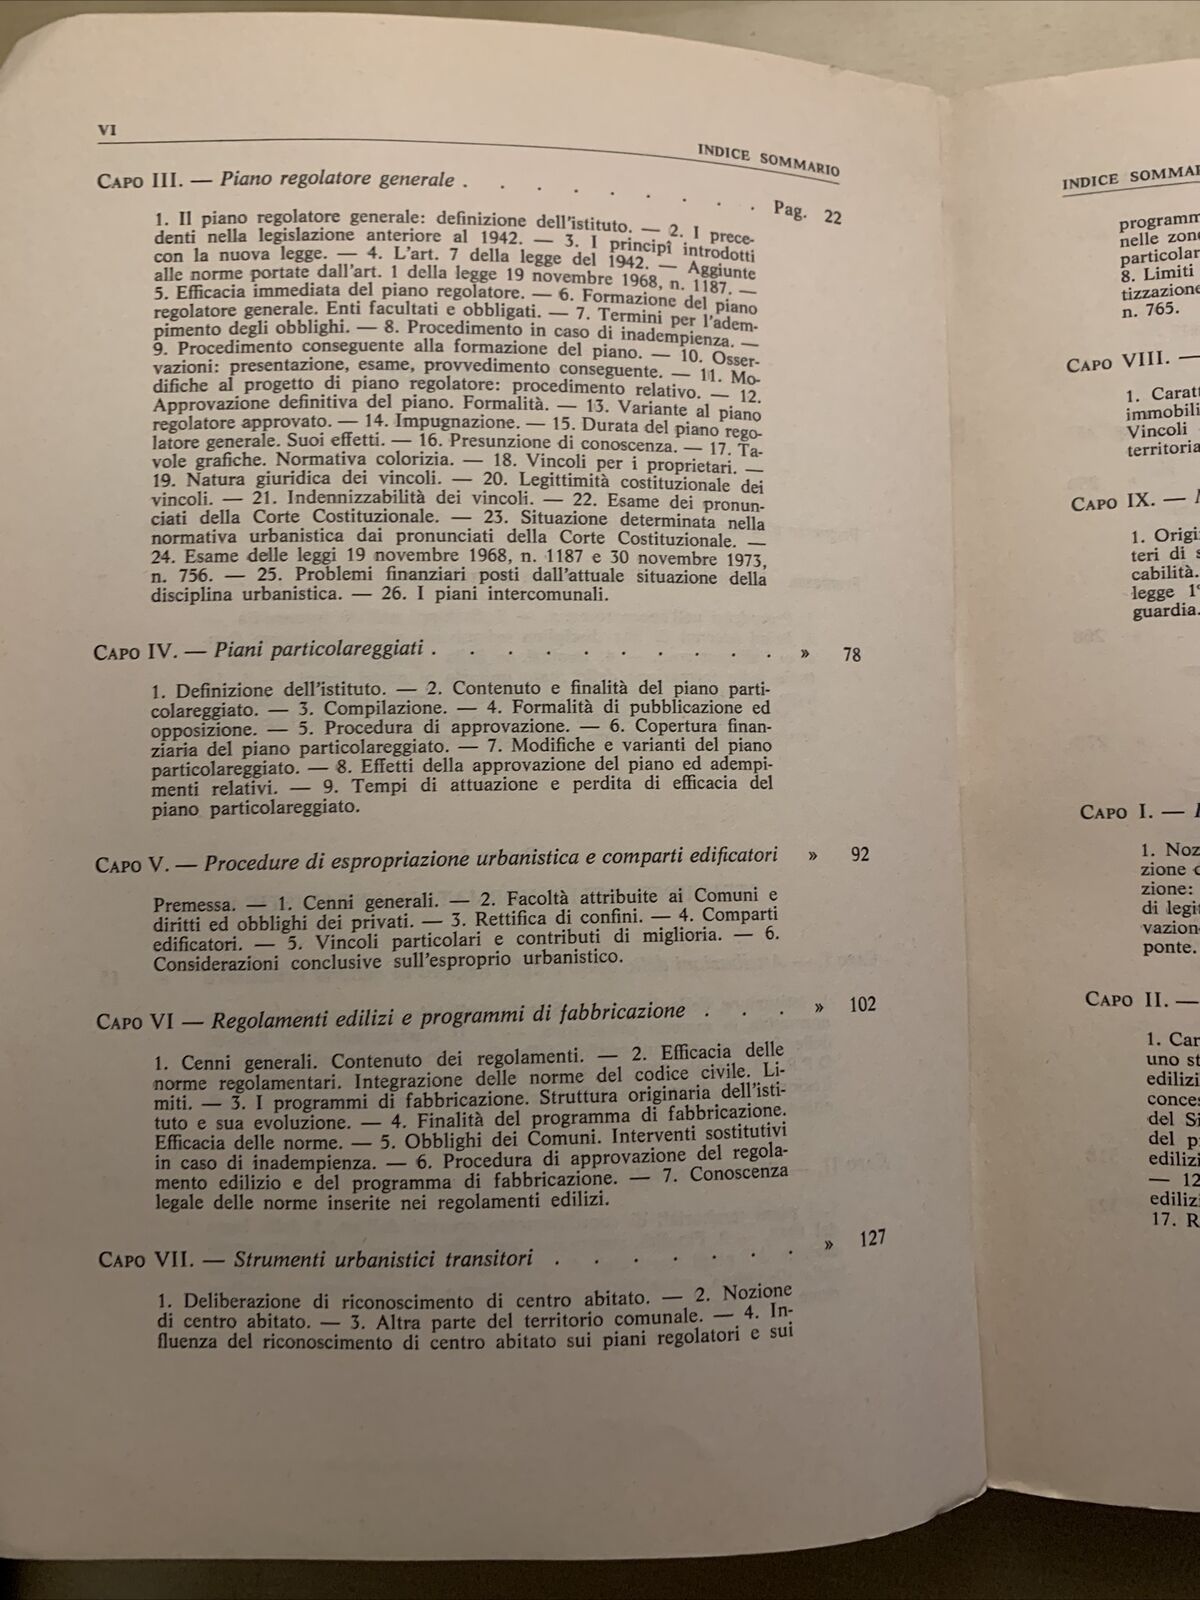 VI
INDICE SOMMARIO
CAPO III. — Piano regolatore generale . . . . . . . . . Pag. 22
1. Il piano regolatore generale: definizione dell'istituto. — 2. I prece-
denti nella legislazione anteriore al 1942. — 3. I principî introdotti
con la nuova legge. — 4. L'art. 7 della legge del 1942. — Aggiunte
alle norme portate dall'art. 1 della legge 19 novembre 1968, n. 1187. —
5. Efficacia immediata del piano regolatore. — 6. Formazione del piano
regolatore generale. Enti facultati e obbligati. — 7. Termini per l'adem-
pimento degli obblighi. — 8. Procedimento in caso di inadempienza. —
9. Procedimento conseguente alla formazione del piano. — 10. Osser-
vazioni: presentazione, esame, provvedimento conseguente. — 11. Mo-
difiche al progetto di piano regolatore: procedimento relativo. — 12.
Approvazione definitiva del piano. Formalità. — 13. Variante al piano
regolatore approvato. — 14. Impugnazione. — 15. Durata del piano rego-
latore generale. Suoi effetti. — 16. Presunzione di conoscenza. — 17. Ta-
vole grafiche. Normativa colorizia. — 18. Vincoli per i proprietari. —
19. Natura giuridica dei vincoli. — 20. Legittimità costituzionale dei
vincoli. — 21. Indennizzabilità dei vincoli. — 22. Esame dei pronun-
ciati della Corte Costituzionale. — 23. Situazione determinata nella
normativa urbanistica dai pronunciati della Corte Costituzionale. —
24. Esame delle leggi 19 novembre 1968, n. 1187 e 30 novembre 1973,
n. 756. — 25. Problemi finanziari posti dall'attuale situazione della
disciplina urbanistica. — 26. I piani intercomunali.
CAPO IV. — Piani particolareggiati . . . . . . . . . . » 78
1. Definizione dell'istituto. — 2. Contenuto e finalità del piano parti-
colareggiato. — 3. Compilazione. — 4. Formalità di pubblicazione ed
opposizione. — 5. Procedura di approvazione. — 6. Copertura finan-
ziaria del piano particolareggiato. — 7. Modifiche e varianti del piano
particolareggiato. — 8. Effetti della approvazione del piano ed adempi-
menti relativi. — 9. Tempi di attuazione e perdita di efficacia del
piano particolareggiato.
CAPO V. — Procedure di espropriazione urbanistica e comparti edificatori » 92
Premessa. — 1. Cenni generali. — 2. Facoltà attribuite ai Comuni e
diritti ed obblighi dei privati. — 3. Rettifica di confini. — 4. Comparti
edificatori. — 5. Vincoli particolari e contributi di miglioria. — 6.
Considerazioni conclusive sull'esproprio urbanistico.
CAPO VI — Regolamenti edilizi e programmi di fabbricazione . . . » 102
1. Cenni generali. Contenuto dei regolamenti. — 2. Efficacia delle
norme regolamentari. Integrazione delle norme del codice civile. Li-
miti. — 3. I programmi di fabbricazione. Struttura originaria dell'isti-
tuto e sua evoluzione. — 4. Finalità del programma di fabbricazione.
Efficacia delle norme. — 5. Obblighi dei Comuni. Interventi sostitutivi
in caso di inadempienza. — 6. Procedura di approvazione del regola-
mento edilizio e del programma di fabbricazione. — 7. Conoscenza
legale delle norme inserite nei regolamenti edilizi.
CAPO VII. — Strumenti urbanistici transitori . . . . . . . » 127
1. Deliberazione di riconoscimento di centro abitato. — 2. Nozione
di centro abitato. — 3. Altra parte del territorio comunale. — 4. In-
fluenza del riconoscimento di centro abitato sui piani regolatori e sui
INDICE SOMMAR
programm
nelle zon
particolar
8. Limiti
tizzazione
n. 765.
CAPO VIII. —
1. Caratt
immobili
Vincoli
territoria
CAPO IX. —
1. Origi
teri di s
cabilità.
legge 1°
guardia.
CAPO I. —
1. Noz
zione c
zione:
di legit
vazion
ponte.
CAPO II. —
1. Car
uno st
edilizi
conces
del Si
del p
edilizi
— 12
ediliz
17. R